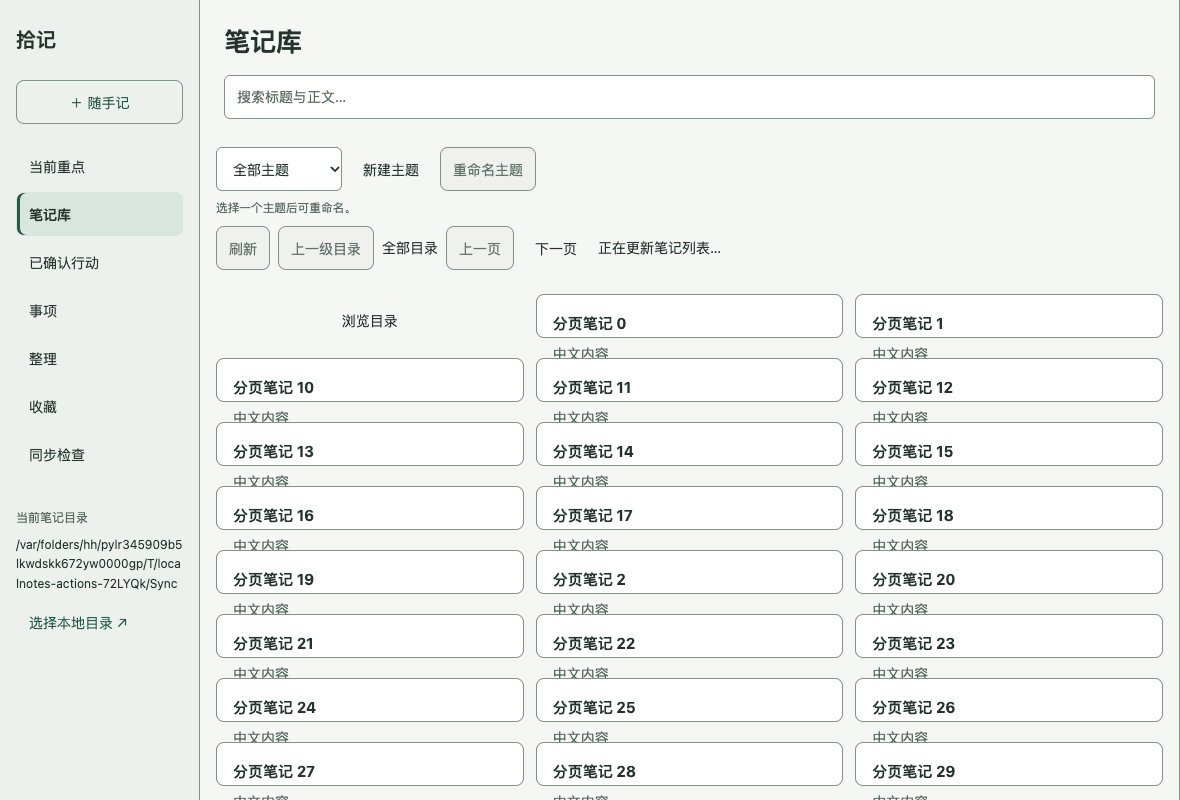 拾记
＋ 随手记
当前重点
笔记库
已确认行动
事项
整理
收藏
同步检查
当前笔记目录
/var/folders/hh/pylr345909b5
lkwdskk672yw0000gp/T/loca
lnotes-actions-72LYQk/Sync
选择本地目录 ↗
笔记库
搜索标题与正文...
全部主题 新建主题 重命名主题
选择一个主题后可重命名。
刷新 上一级目录 全部目录 上一页 下一页 正在更新笔记列表...
浏览目录 分页笔记 0 分页笔记 1
中文内容 中文内容
分页笔记 10 分页笔记 11 分页笔记 12
中文内容 中文内容 中文内容
分页笔记 13 分页笔记 14 分页笔记 15
中文内容 中文内容 中文内容
分页笔记 16 分页笔记 17 分页笔记 18
中文内容 中文内容 中文内容
分页笔记 19 分页笔记 2 分页笔记 20
中文内容 中文内容 中文内容
分页笔记 21 分页笔记 22 分页笔记 23
中文内容 中文内容 中文内容
分页笔记 24 分页笔记 25 分页笔记 26
中文内容 中文内容 中文内容
分页笔记 27 分页笔记 28 分页笔记 29